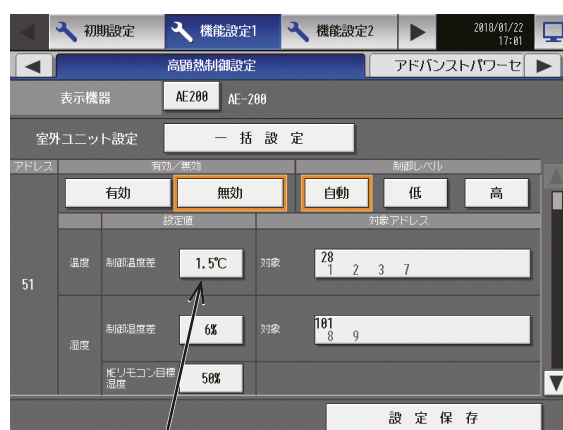 初期設定 機能設定1 機能設定2 2018/01/22
17:01
高顕熱制御設定 アドバンストパワーセ
表示機器 AE200 AE-200
室外ユニット設定 一 括 設 定
アドレス 有効/無効 制御レベル
有効 無効 自動 低 高
設定値 対象アドレス
51
温度 制御温度差 1.5℃ 対象 28
1 2 3 7
湿度 制御湿度差 6% 対象 101
8 9
MEリモコン目標
湿度 50%
設 定 保 存